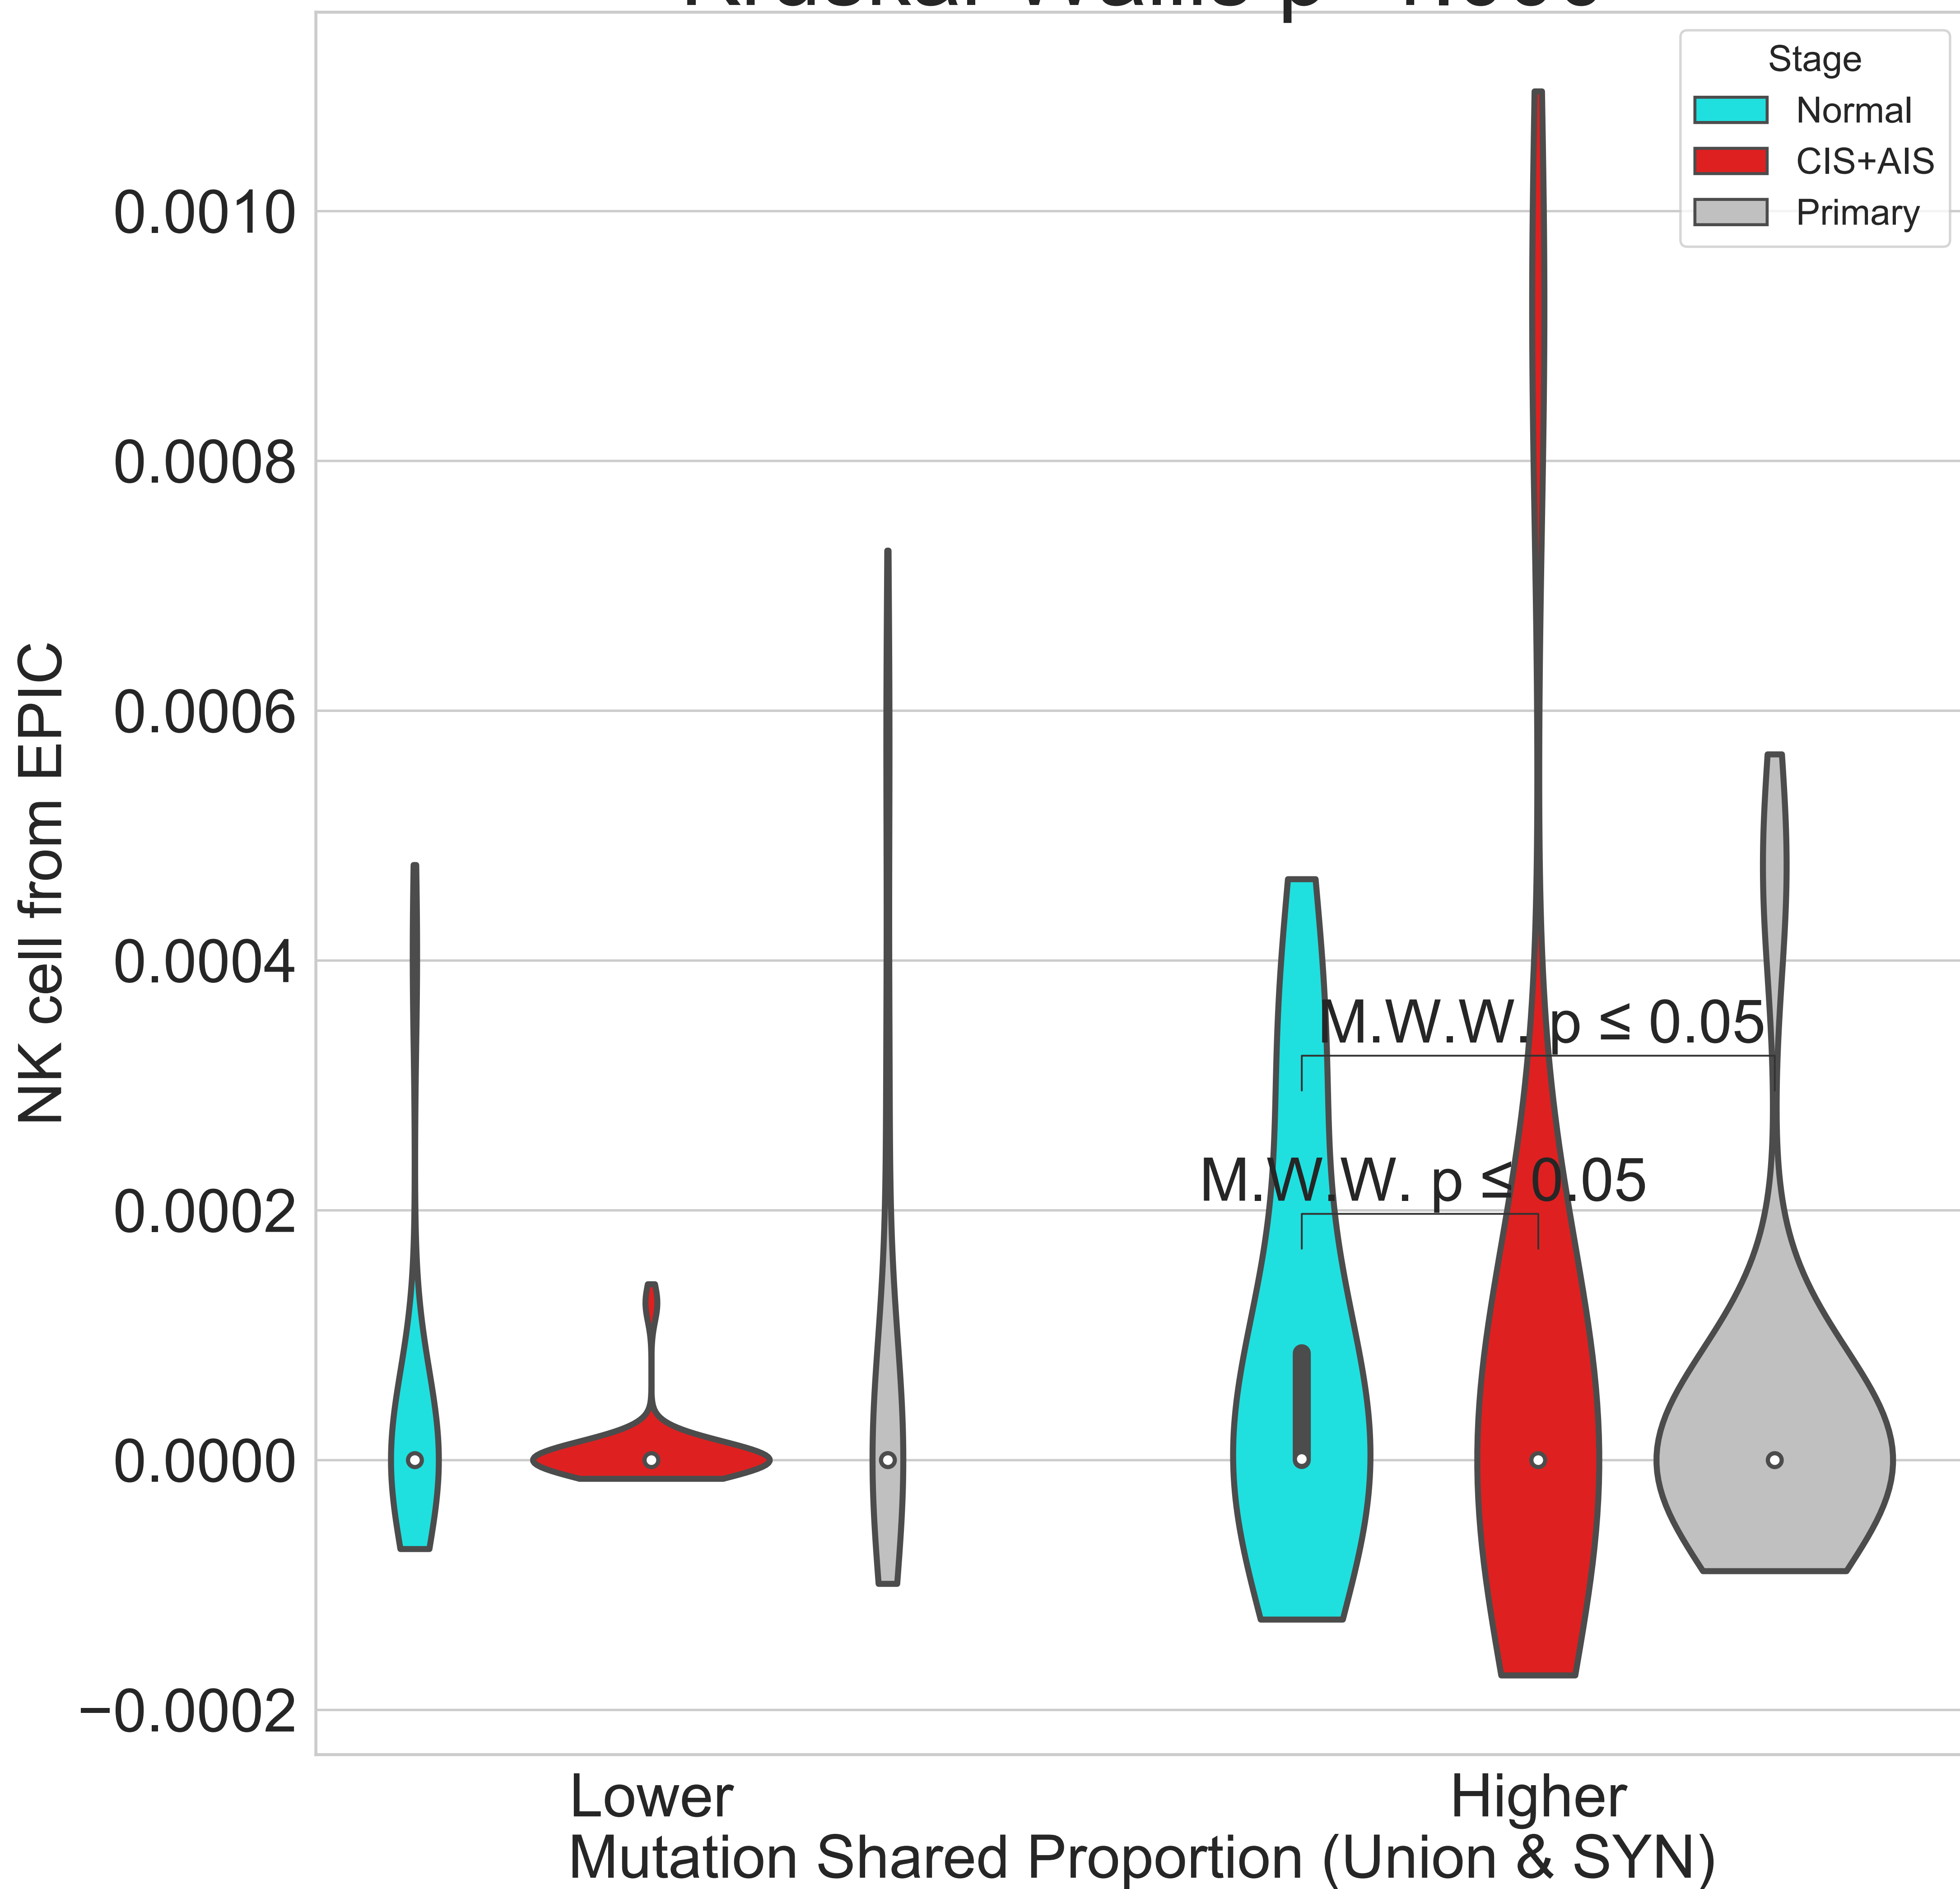 Stage
Normal
CIS+AIS
Primary
0.0010
0.0008
0.0006
0.0004
0.0002
0.0000
−0.0002
NK cell from EPIC
M.W.W. p ≤ 0.05
M.W.W. p ≤ 0.05
Lower
Higher
Mutation Shared Proportion (Union & SYN)